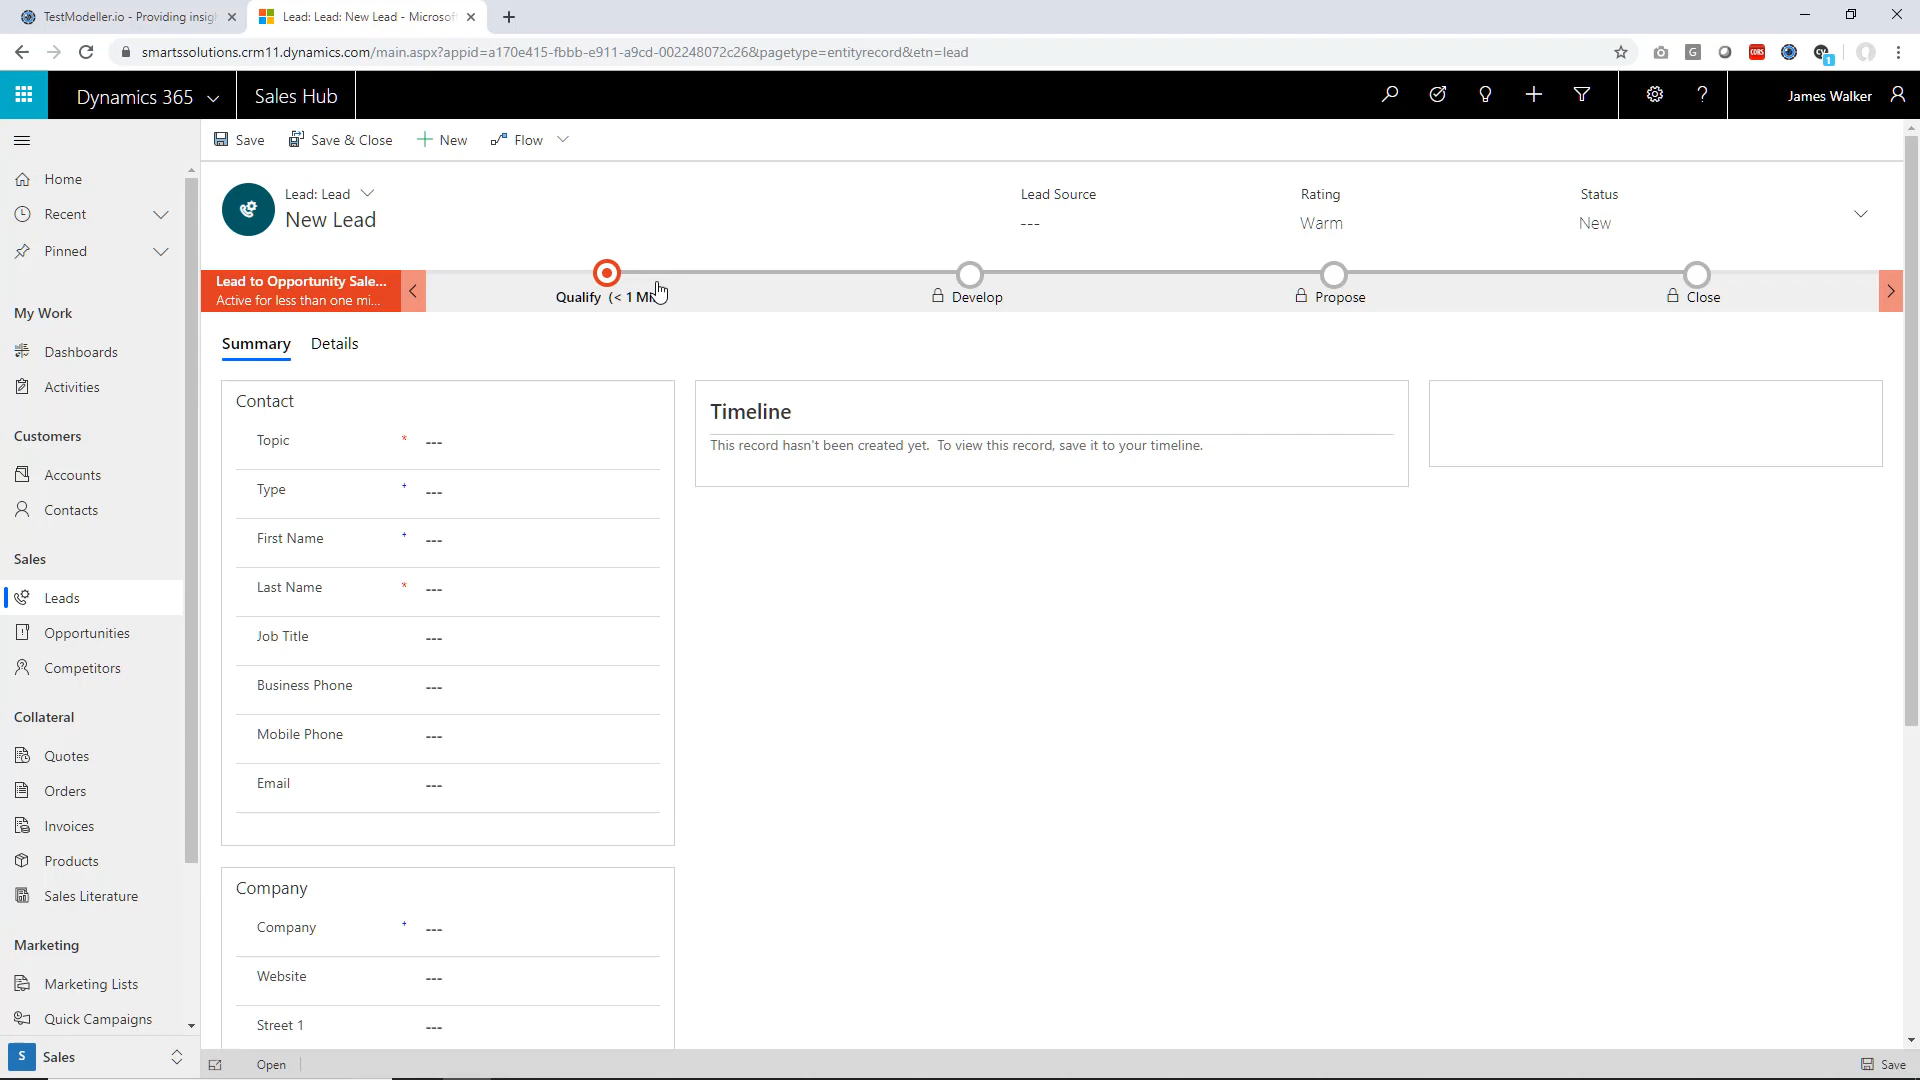 TestModeller.io - Providing insigh
Lead: Lead: New Lead - Microsoft
smartssolutions.crm11.dynamics.com/main.aspx?appid=a170e415-fbbb-e911-a9cd-002248072c26&pagetype=entityrecord&etn=lead
G
CORS
1
Dynamics 365
Sales Hub
?
James Walker
Save
Save & Close
New
Flow
Home
Recent
Pinned
My Work
Dashboards
Activities
Customers
Accounts
Contacts
Sales
Leads
Opportunities
Competitors
Collateral
Quotes
Orders
Invoices
Products
Sales Literature
Marketing
Marketing Lists
Quick Campaigns
S Sales
Lead: Lead
New Lead
Lead Source
---
Rating
Warm
Status
New
Lead to Opportunity Sale...
Active for less than one mi...
Qualify (< 1 Mi
Develop
Propose
Close
Summary
Details
Contact
Topic * ---
Type + ---
First Name + ---
Last Name * ---
Job Title ---
Business Phone ---
Mobile Phone ---
Email ---
Company
Company + ---
Website ---
Street 1 ---
Timeline
This record hasn't been created yet. To view this record, save it to your timeline.
Open
Save